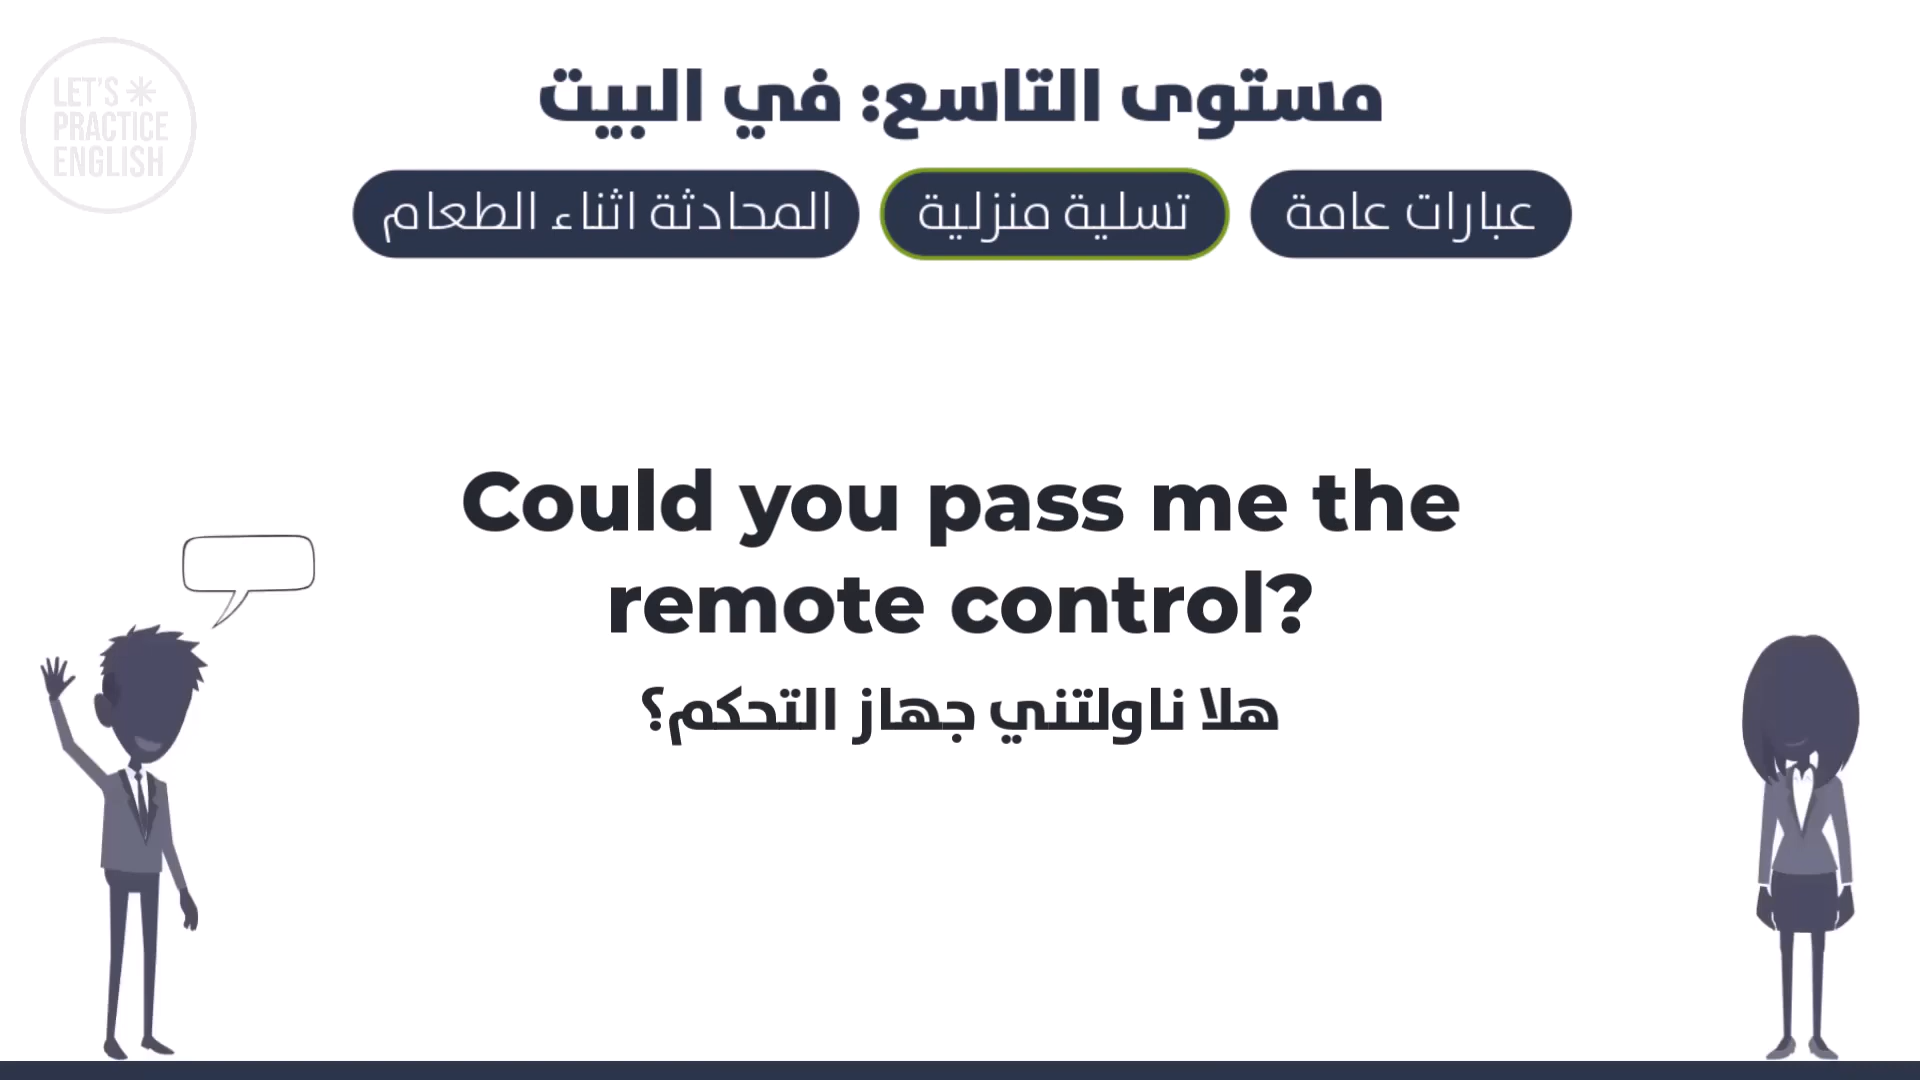 LET'S
PRACTICE
ENGLISH
مستوى التاسع: في البيت
عبارات عامة
تسلية منزلية
المحادثة اثناء الطعام
Could you pass me the
remote control?
هلا ناولتني جهاز التحكم؟